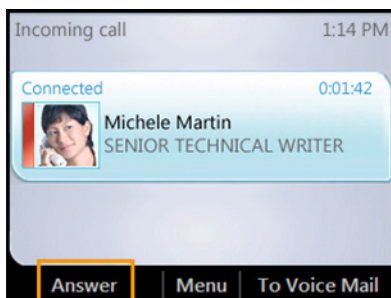 Incoming call 1:14 PM
Connected 0:01:42
Michele Martin
SENIOR TECHNICAL WRITER
Answer Menu To Voice Mail